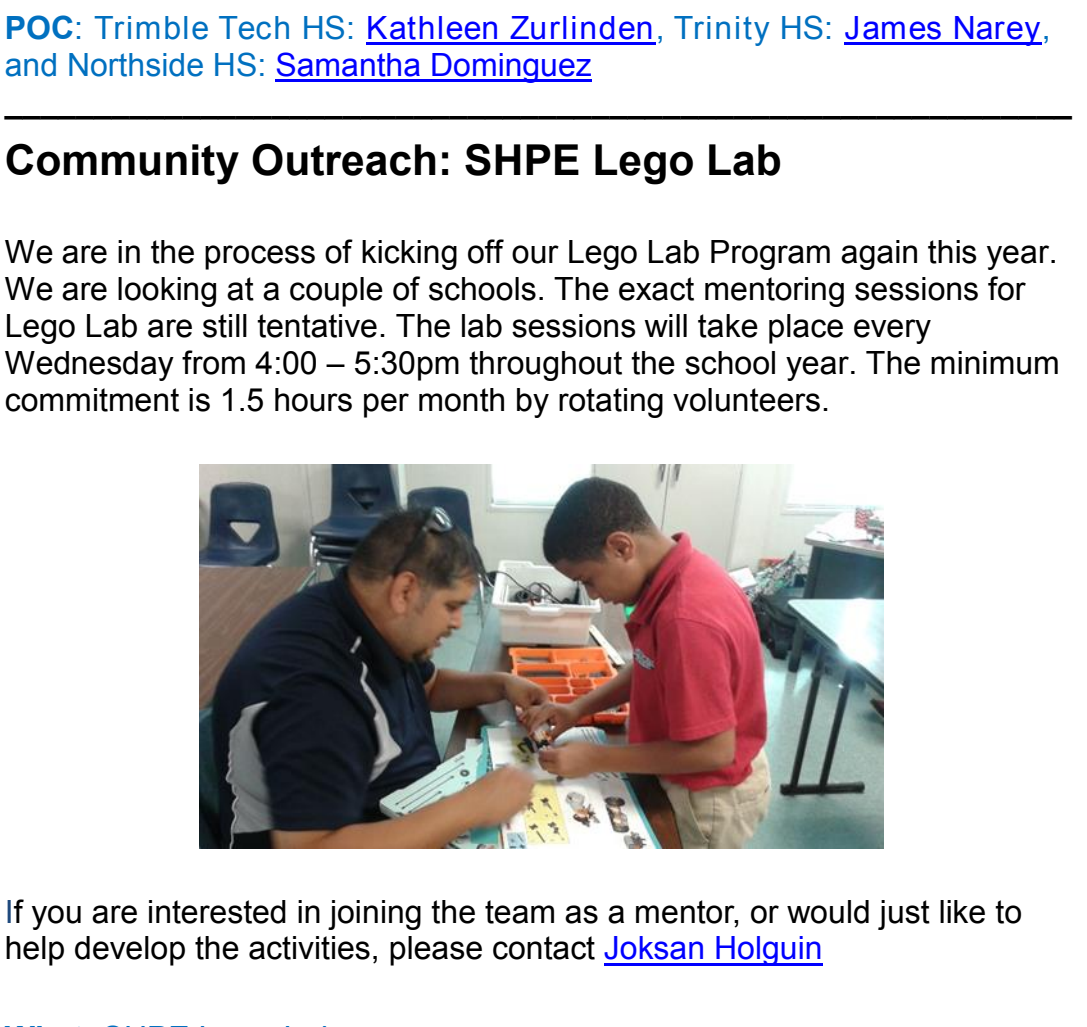 POC: Trimble Tech HS: Kathleen Zurlinden, Trinity HS: James Narey,
and Northside HS: Samantha Dominguez
Community Outreach: SHPE Lego Lab
We are in the process of kicking off our Lego Lab Program again this year.
We are looking at a couple of schools. The exact mentoring sessions for
Lego Lab are still tentative. The lab sessions will take place every
Wednesday from 4:00 – 5:30pm throughout the school year. The minimum
commitment is 1.5 hours per month by rotating volunteers.
If you are interested in joining the team as a mentor, or would just like to
help develop the activities, please contact Joksan Holguin